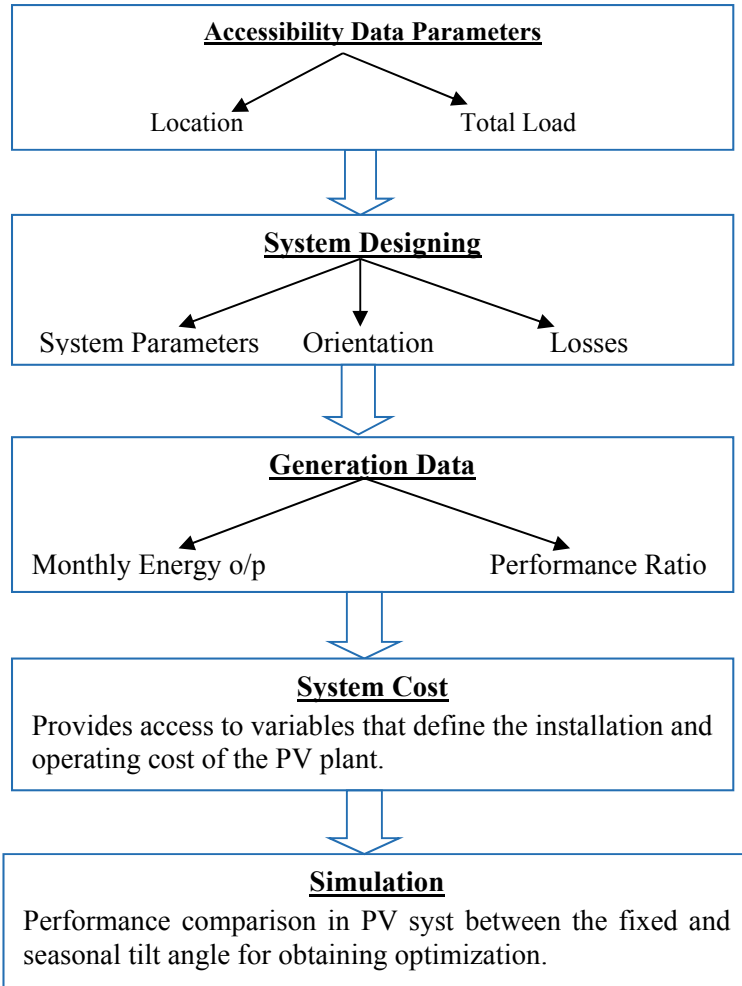 Accessibility Data Parameters
Location Total Load
System Designing
System Parameters Orientation Losses
Generation Data
Monthly Energy o/p Performance Ratio
System Cost
Provides access to variables that define the installation and
operating cost of the PV plant.
Simulation
Performance comparison in PV syst between the fixed and
seasonal tilt angle for obtaining optimization.